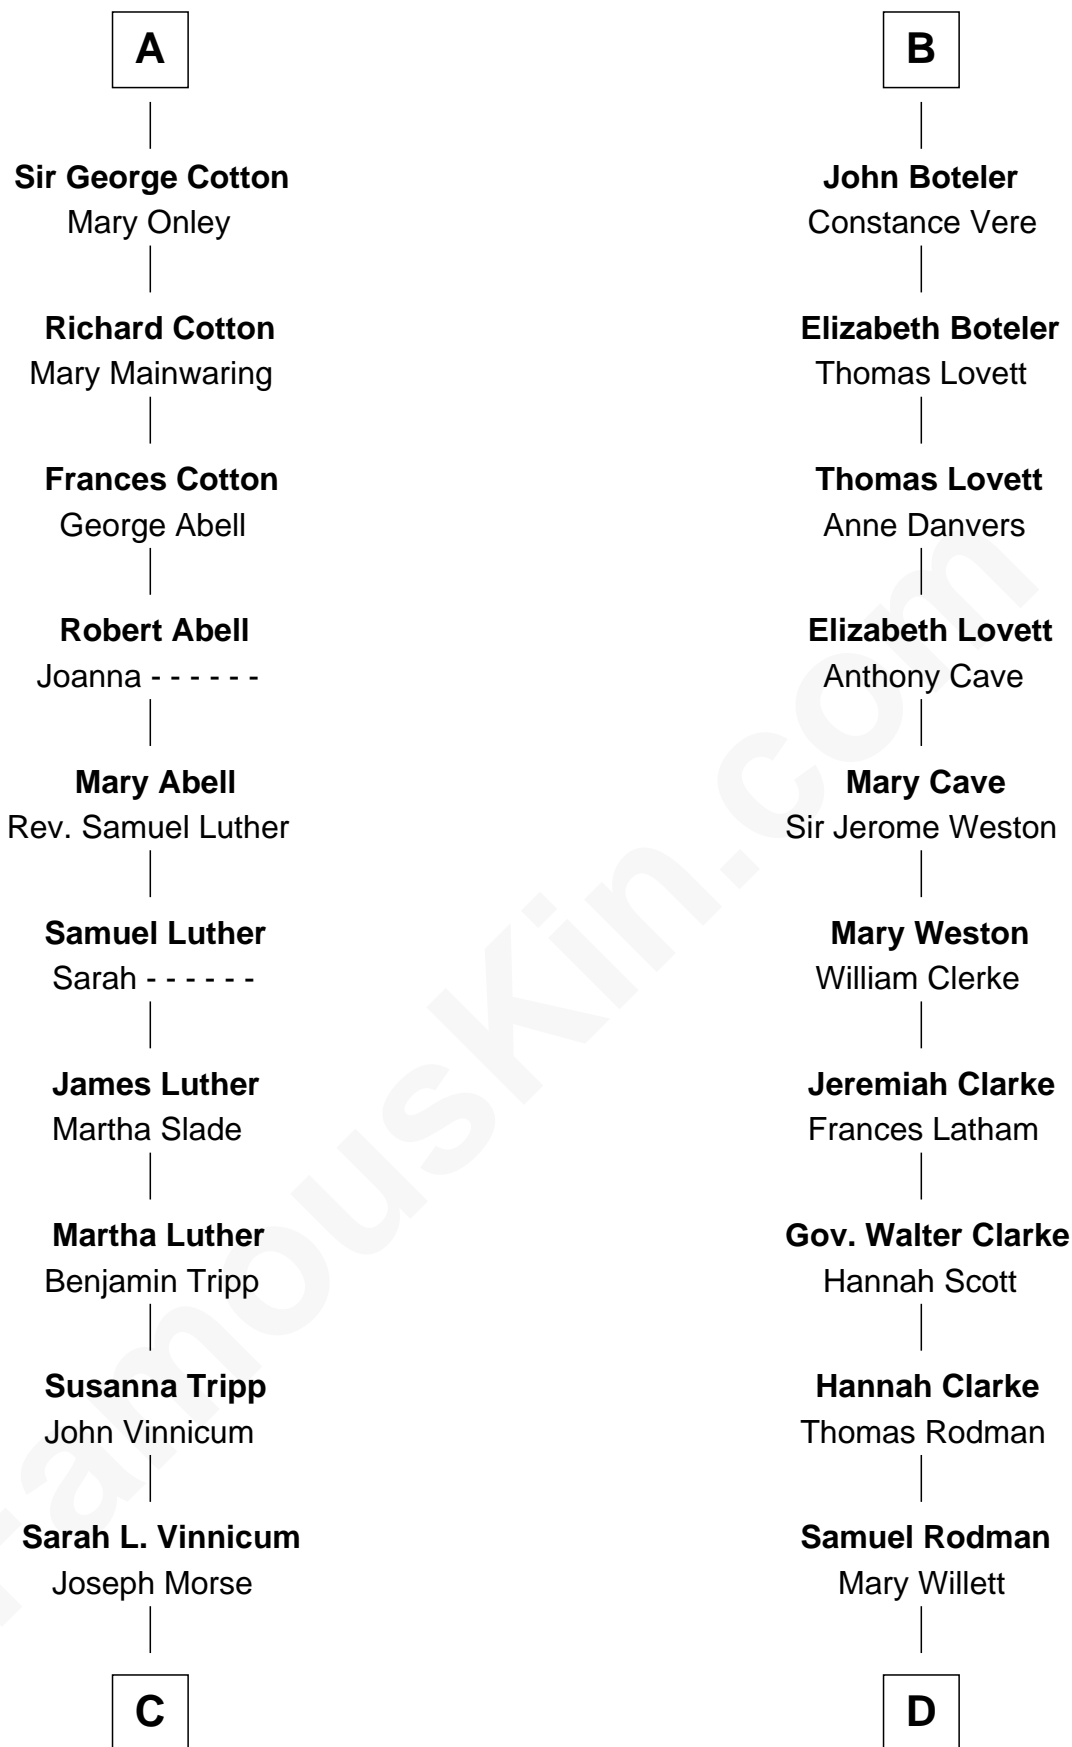 A
Sir George Cotton
Mary Onley
Richard Cotton
Mary Mainwaring
Frances Cotton
George Abell
Robert Abell
Joanna - - - - - -
Mary Abell
Rev. Samuel Luther
Samuel Luther
Sarah - - - - - -
James Luther
Martha Slade
Martha Luther
Benjamin Tripp
Susanna Tripp
John Vinnicum
Sarah L. Vinnicum
Joseph Morse
C
B
John Boteler
Constance Vere
Elizabeth Boteler
Thomas Lovett
Thomas Lovett
Anne Danvers
Elizabeth Lovett
Anthony Cave
Mary Cave
Sir Jerome Weston
Mary Weston
William Clerke
Jeremiah Clarke
Frances Latham
Gov. Walter Clarke
Hannah Scott
Hannah Clarke
Thomas Rodman
Samuel Rodman
Mary Willett
D
FamousKin.com